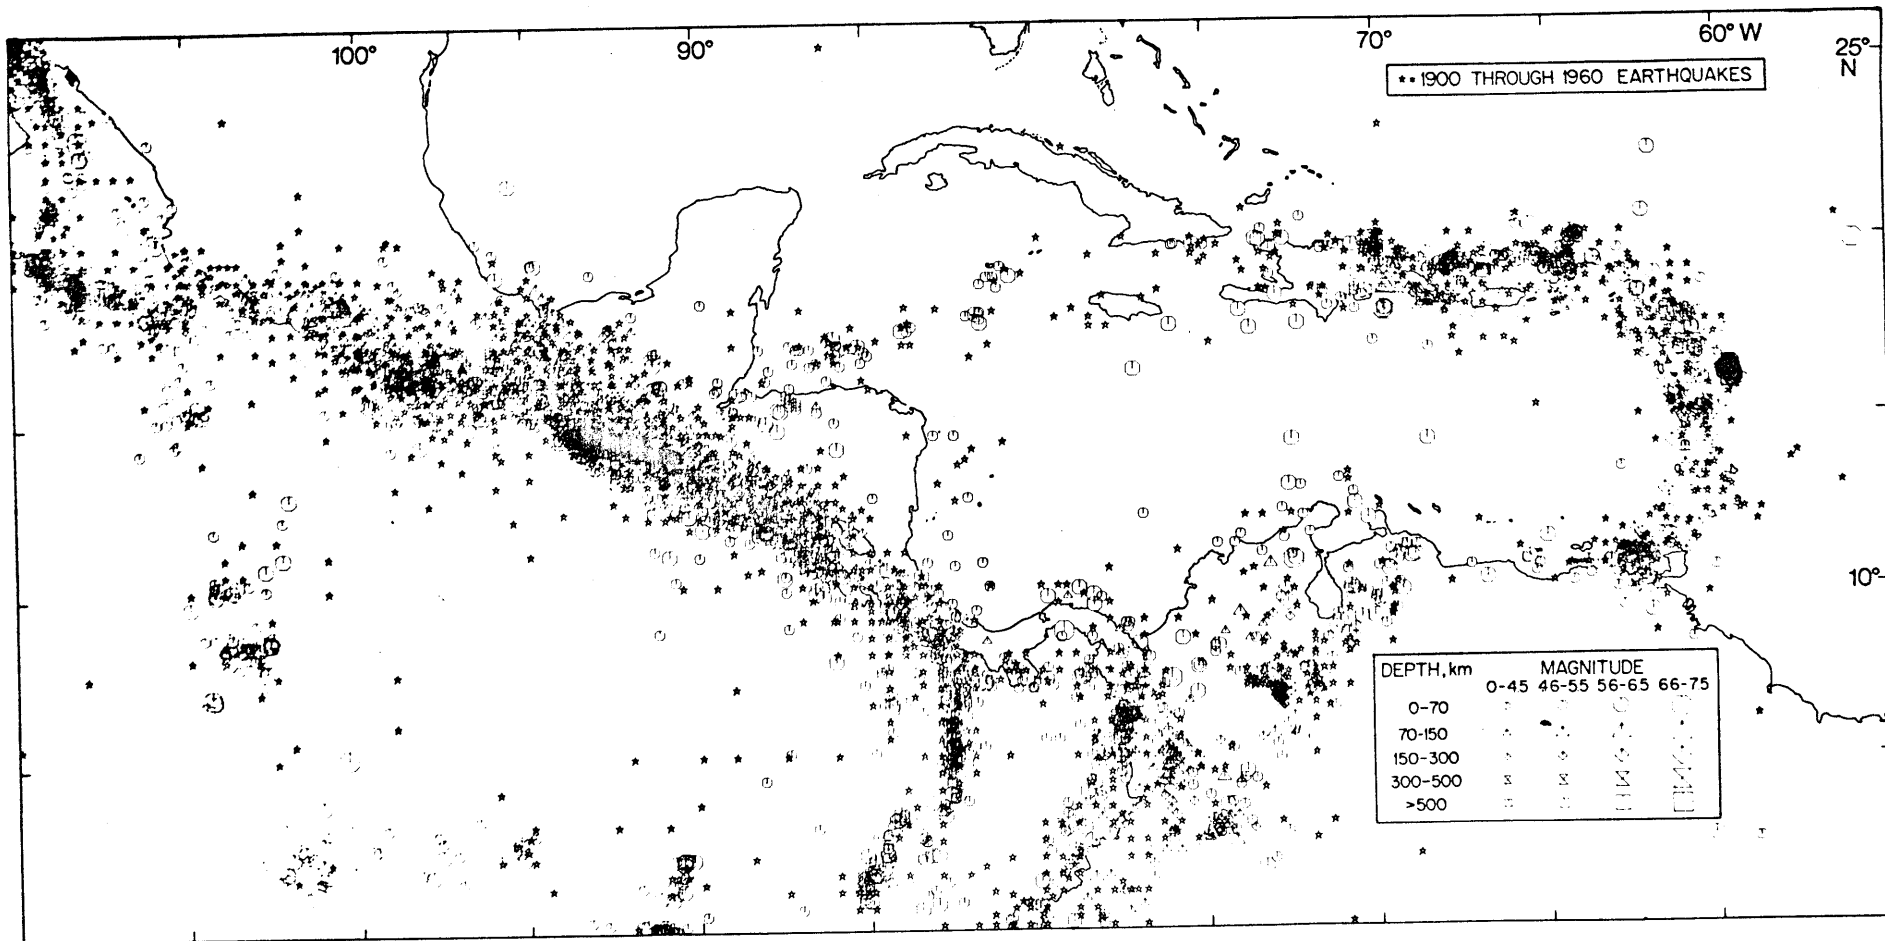 100° 90° 70° 60° W 25°
N
★• 1900 THROUGH 1960 EARTHQUAKES
10°
DEPTH, km MAGNITUDE
0-45 46-55 56-65 66-75
0-70
70-150
150-300
300-500
>500